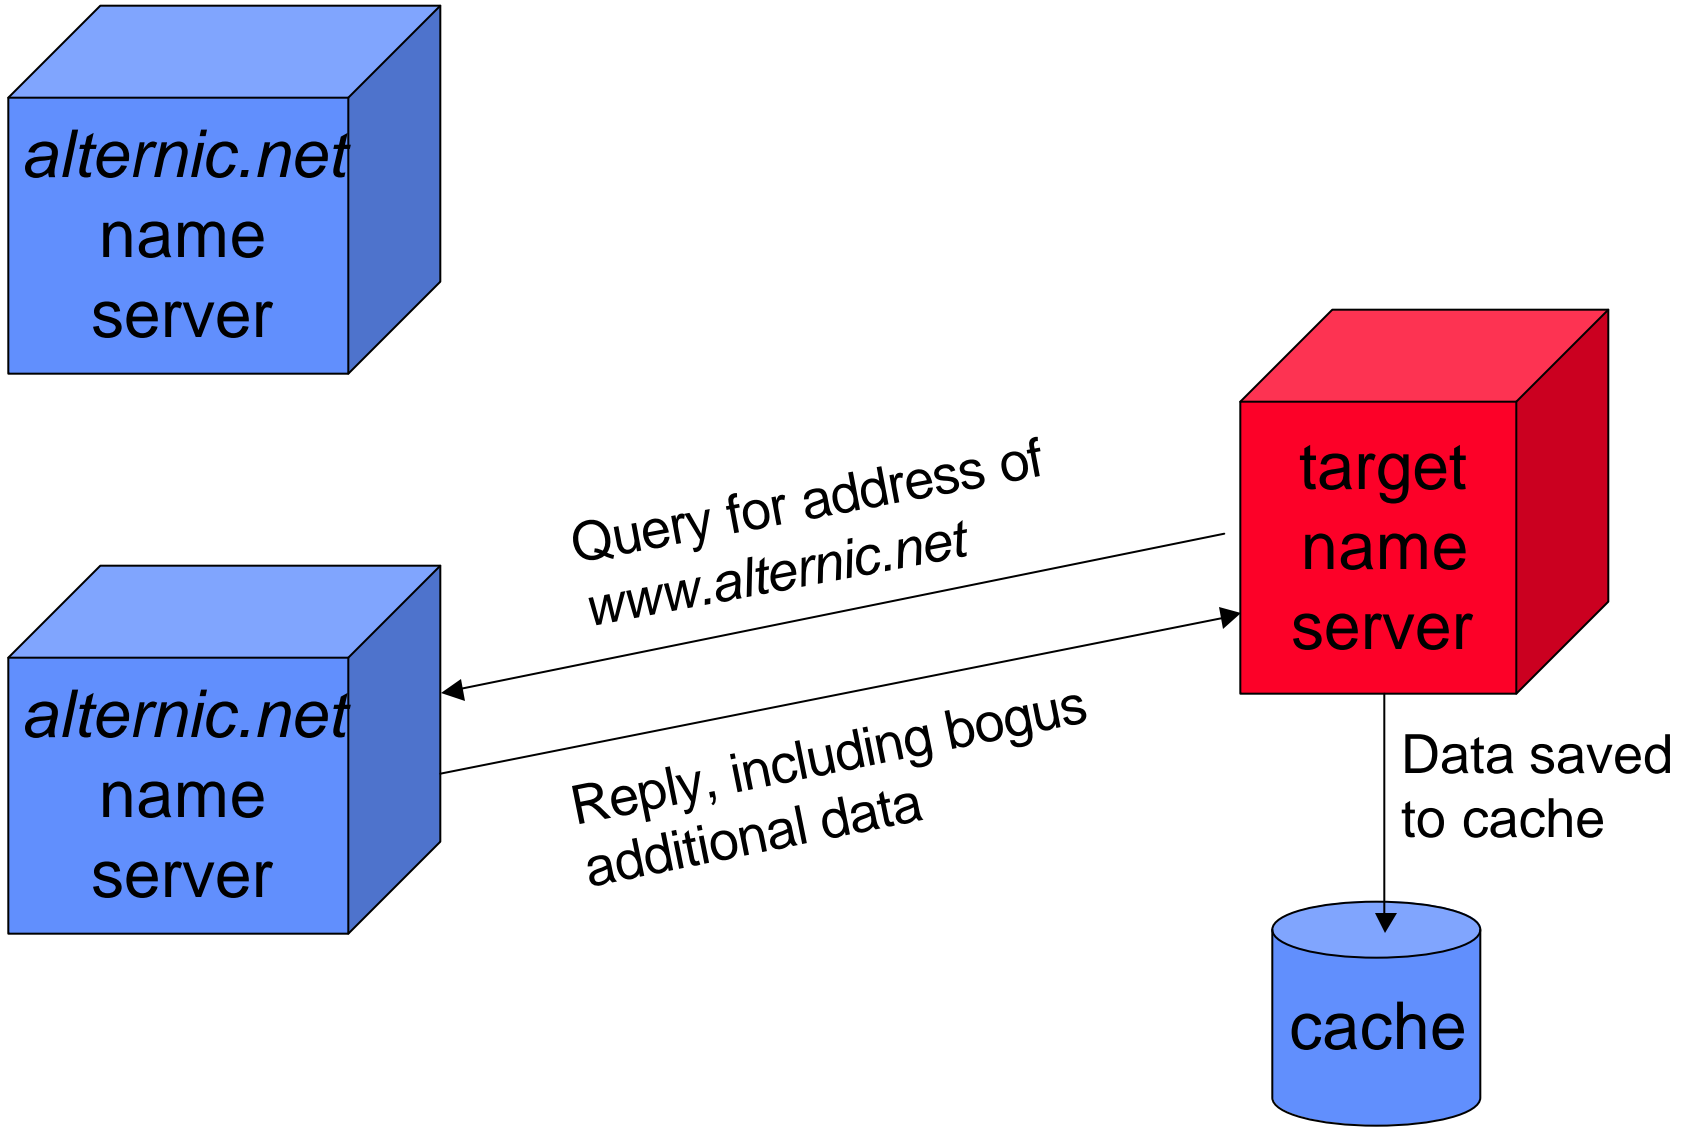 alternic.net
name
server
Query for address of
www.alternic.net
target
name
server
alternic.net
name
server
Reply, including bogus
additional data
Data saved
to cache
cache